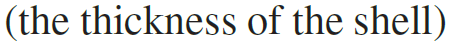 (the thickness of the shell)